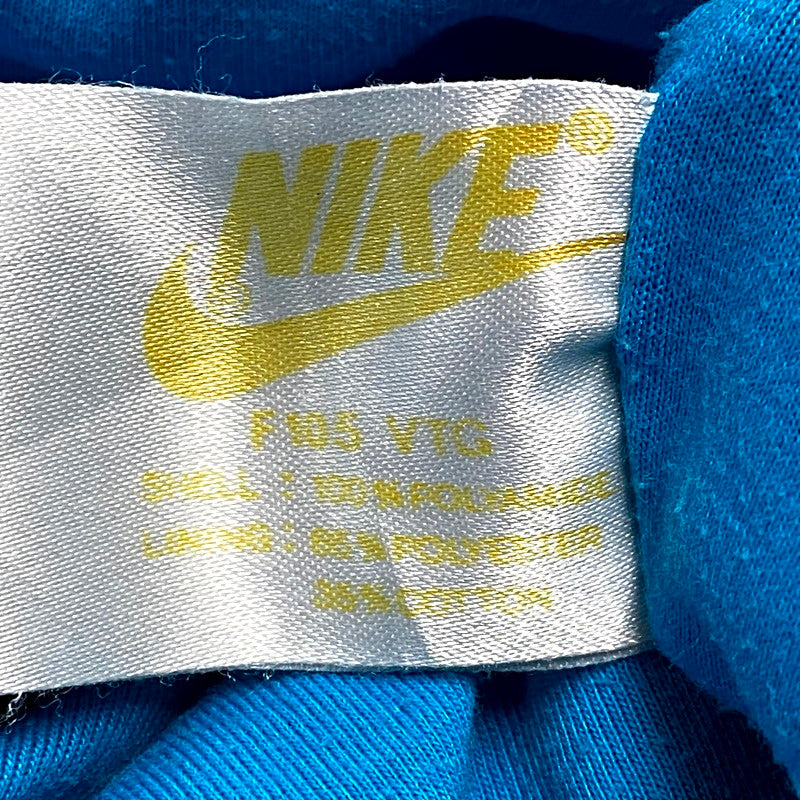 NIKE®
®
F105 VTG
SHELL : 100% POLYAMIDE
LINING : 65% POLYESTER
35% COTTON